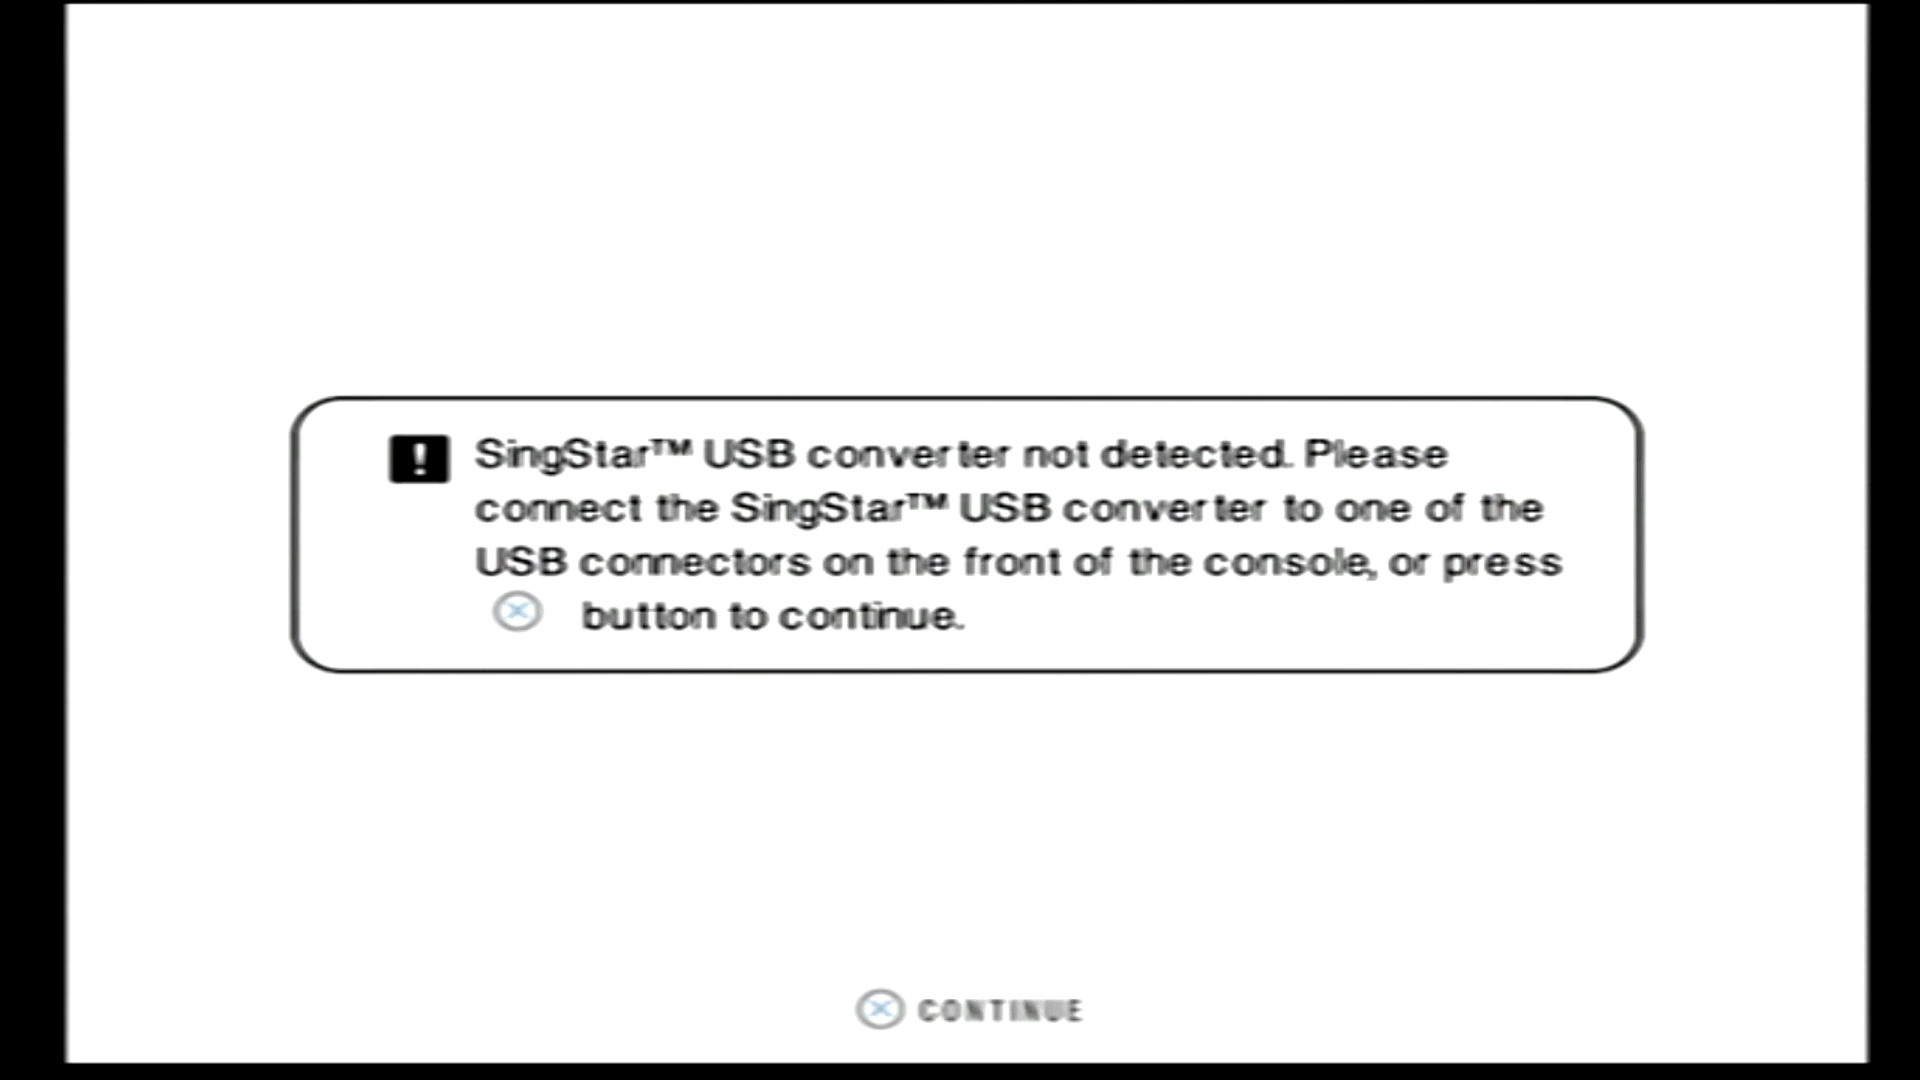 ! SingStar™ USB converter not detected. Please
connect the SingStar™ USB converter to one of the
USB connectors on the front of the console, or press
button to continue.
CONTINUE